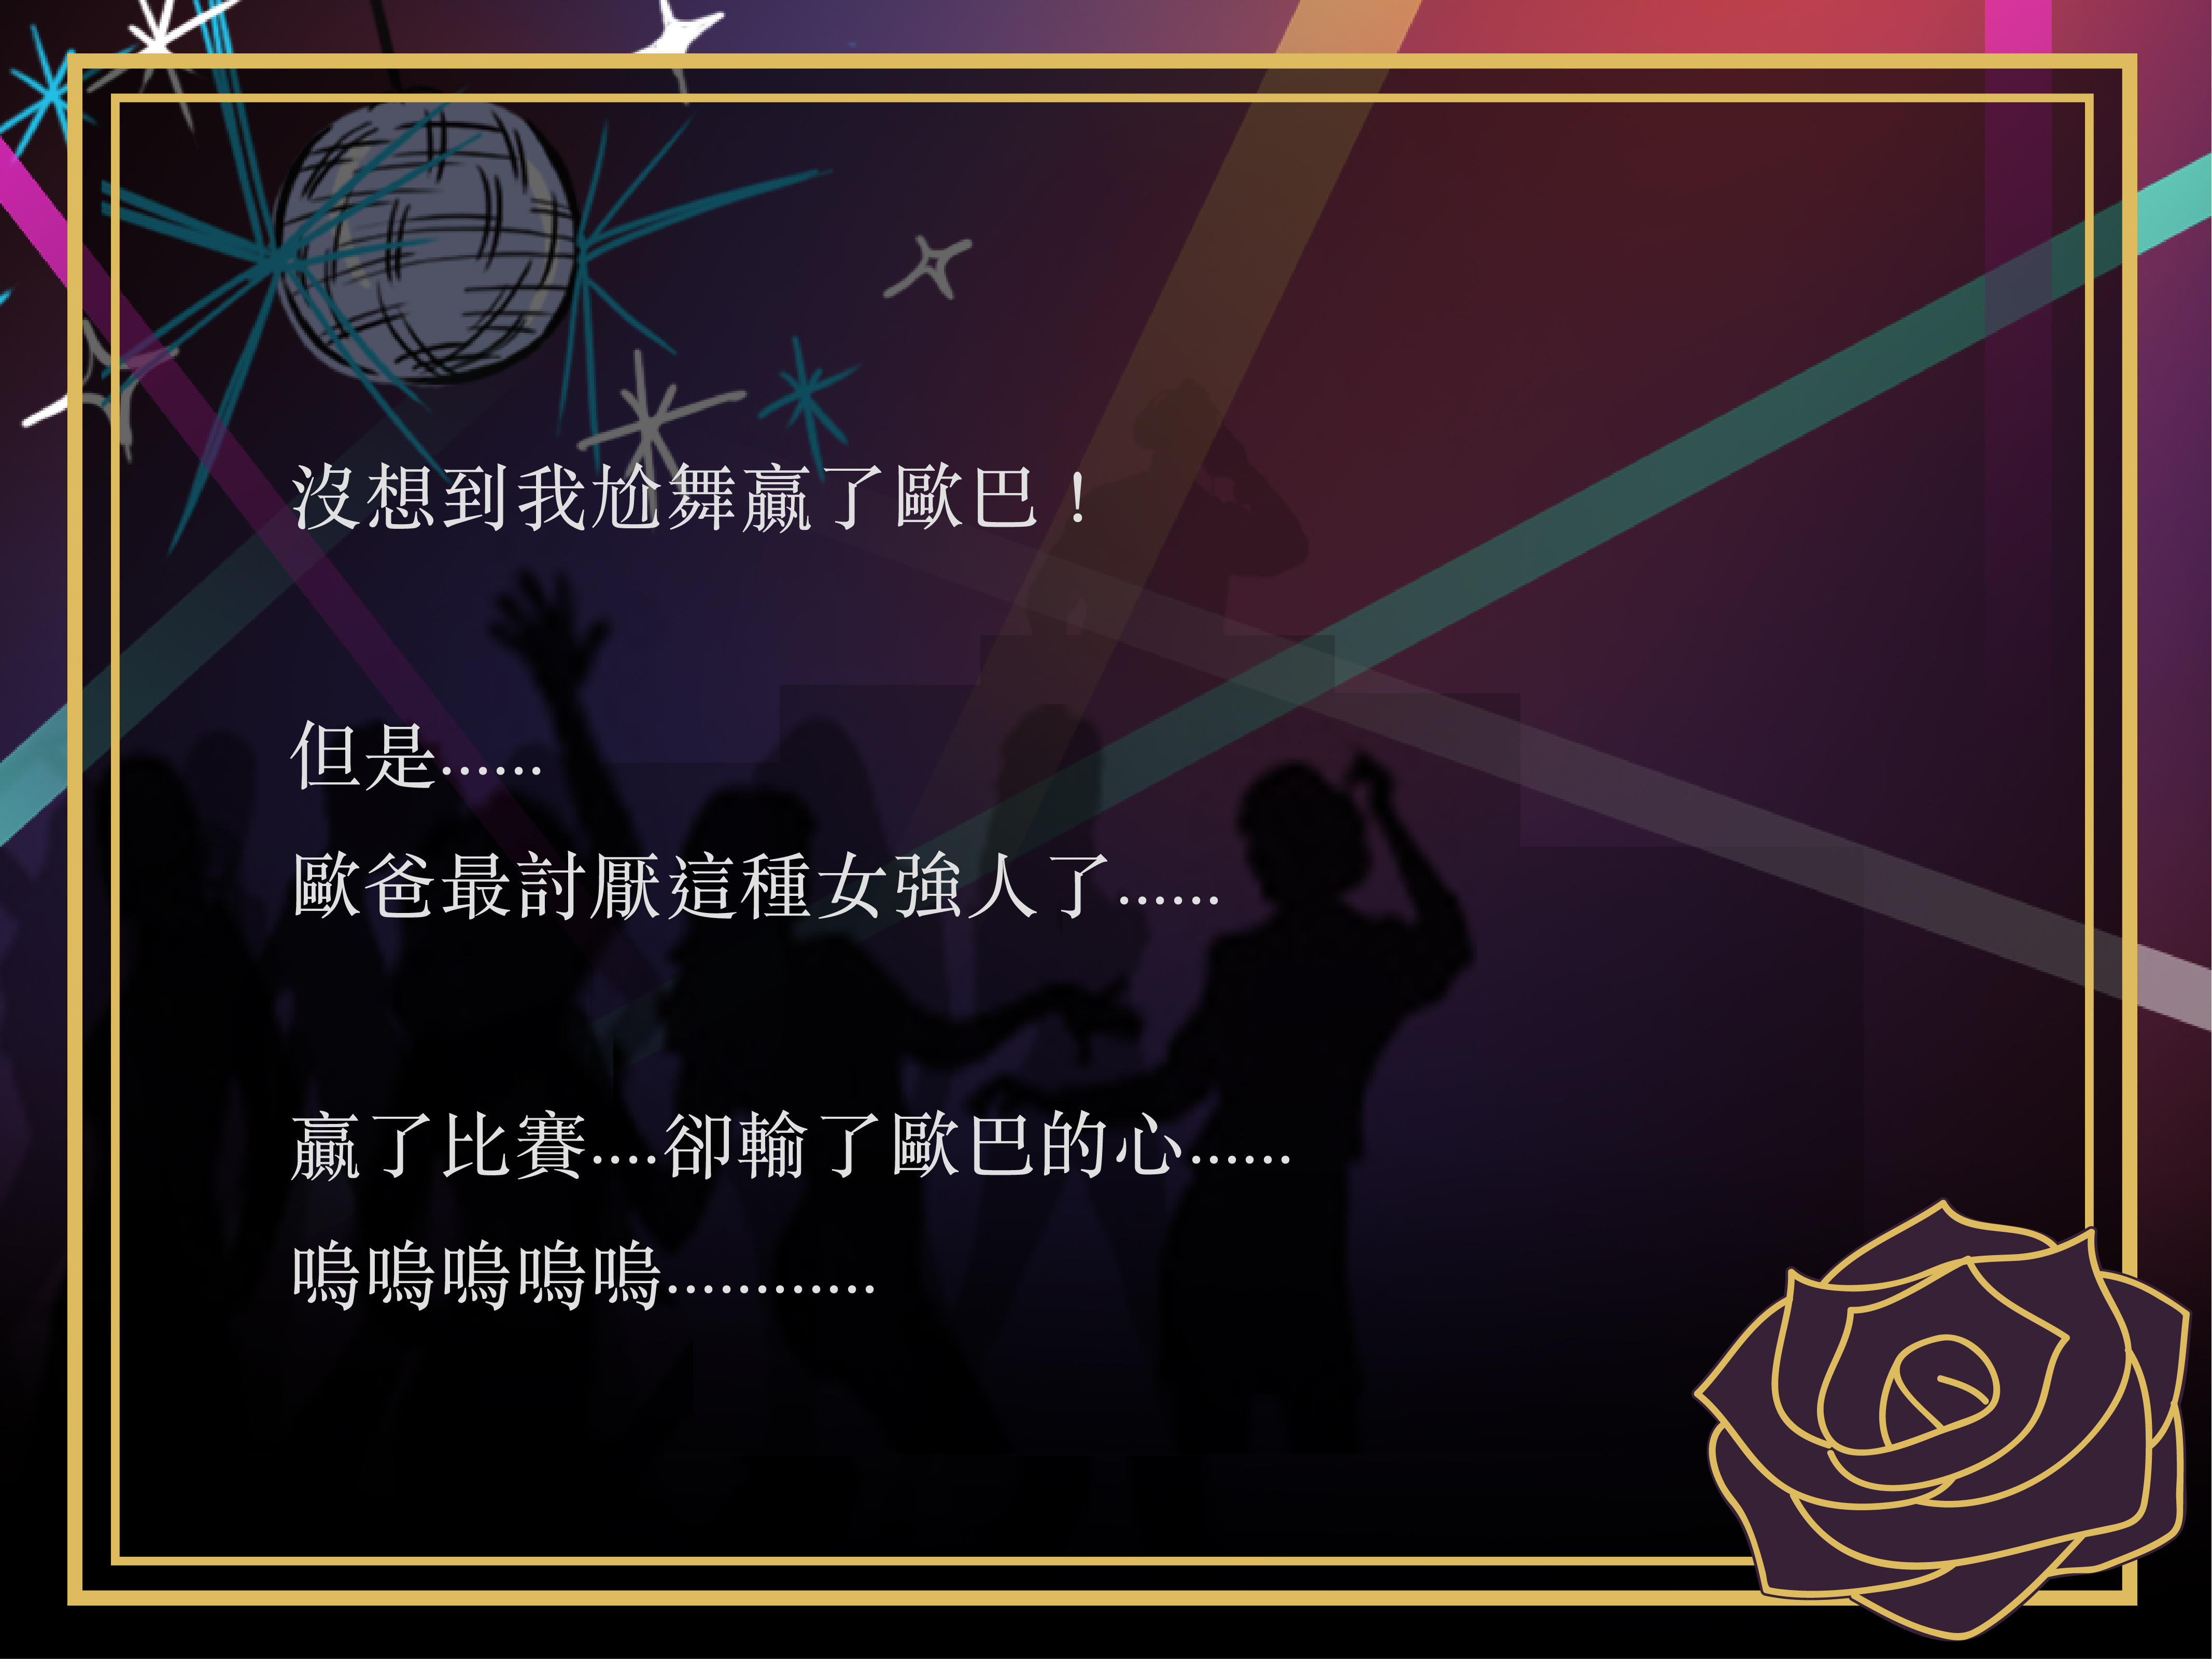 沒想到我尬舞贏了歐巴！
但是......
歐爸最討厭這種女強人了......
贏了比賽....卻輸了歐巴的心......
嗚嗚嗚嗚嗚............